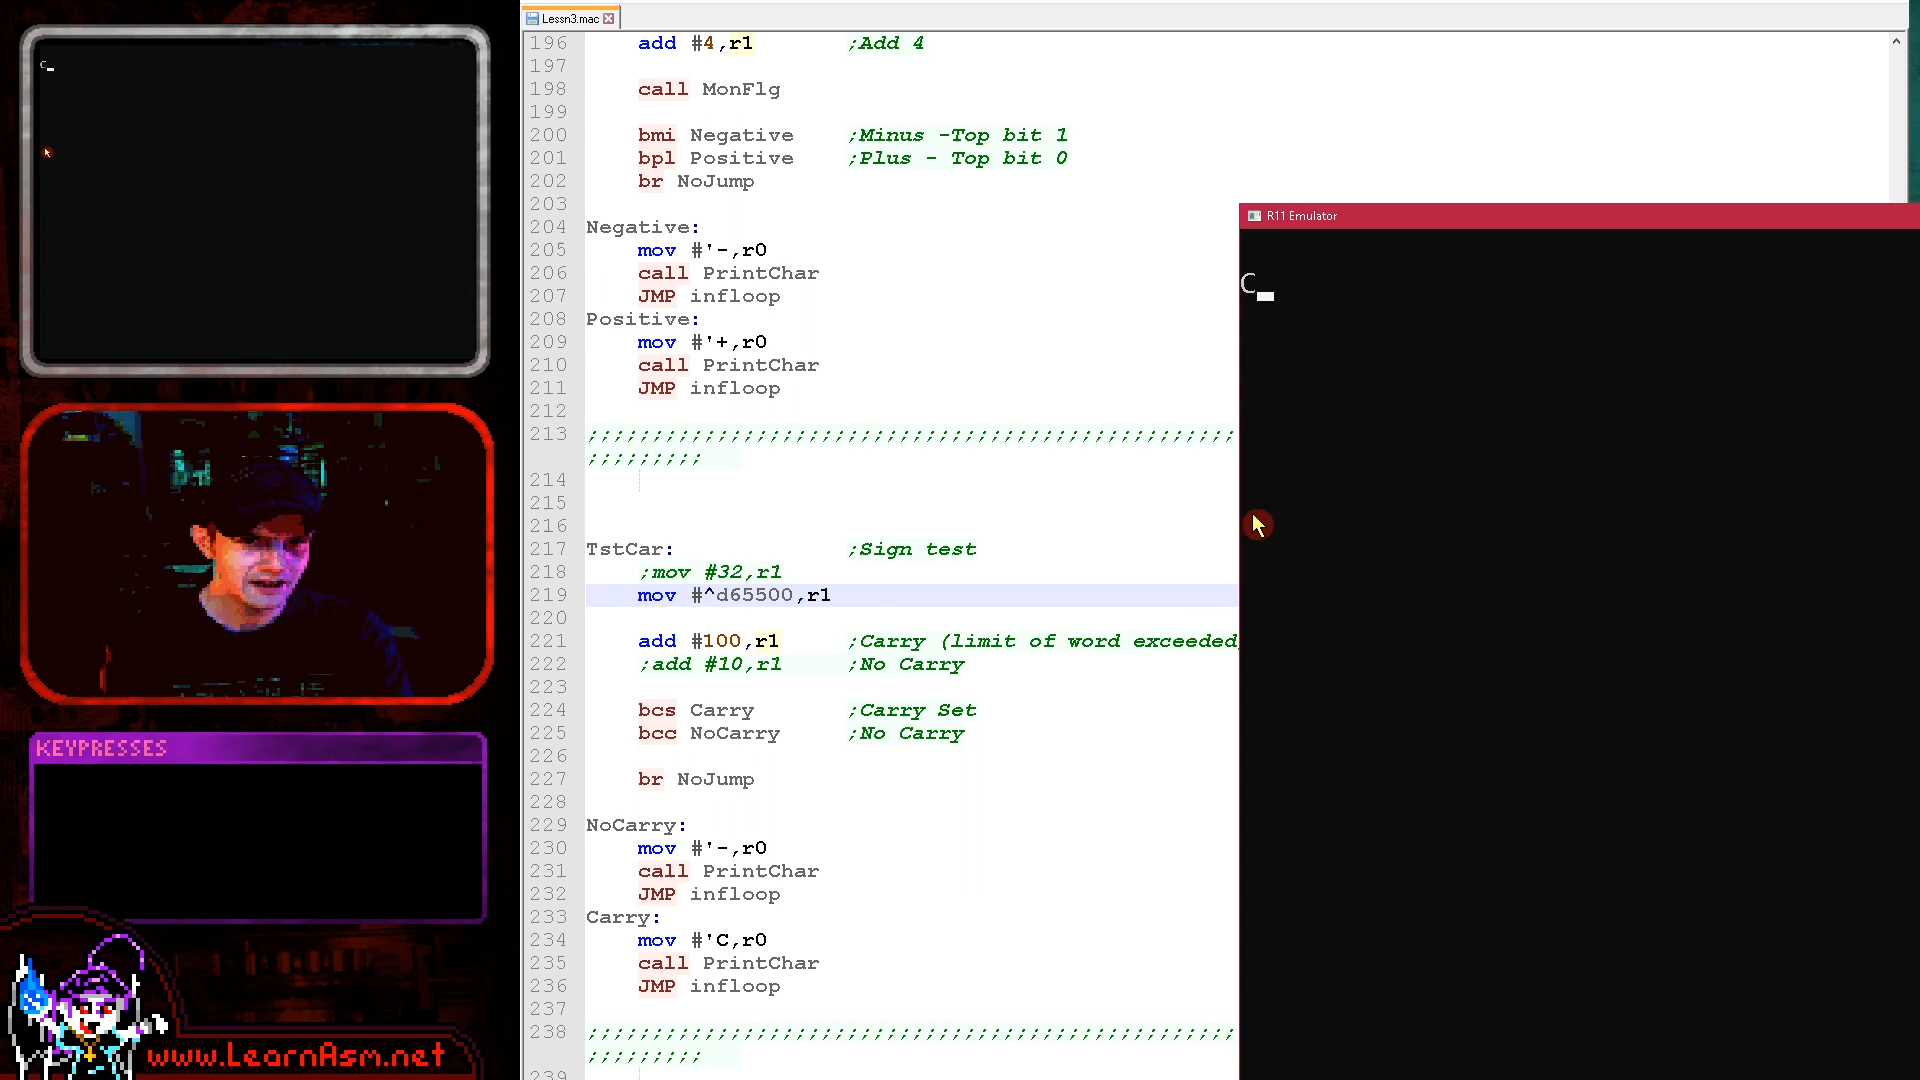 C_
KEYPRESSES
www.LearnAsm.net
Lessn3.mac
196 add #4,r1 ;Add 4
197
198 call MonFlg
199
200 bmi Negative ;Minus -Top bit 1
201 bpl Positive ;Plus - Top bit 0
202 br NoJump
203
204 Negative:
205 mov #'-,r0
206 call PrintChar
207 JMP infloop
208 Positive:
209 mov #'+,r0
210 call PrintChar
211 JMP infloop
212
213 ;;;;;;;;;;;;;;;;;;;;;;;;;;;;;;;;;;;;;;;;;;;;;;;;;;
;;;;;;;;;
214
215
216
217 TstCar: ;Sign test
218 ;mov #32,r1
219 mov #^d65500,r1
220
221 add #100,r1 ;Carry (limit of word exceeded
222 ;add #10,r1 ;No Carry
223
224 bcs Carry ;Carry Set
225 bcc NoCarry ;No Carry
226
227 br NoJump
228
229 NoCarry:
230 mov #'-,r0
231 call PrintChar
232 JMP infloop
233 Carry:
234 mov #'C,r0
235 call PrintChar
236 JMP infloop
237
238 ;;;;;;;;;;;;;;;;;;;;;;;;;;;;;;;;;;;;;;;;;;;;;;;;;;
;;;;;;;;;
239
R11 Emulator
C_